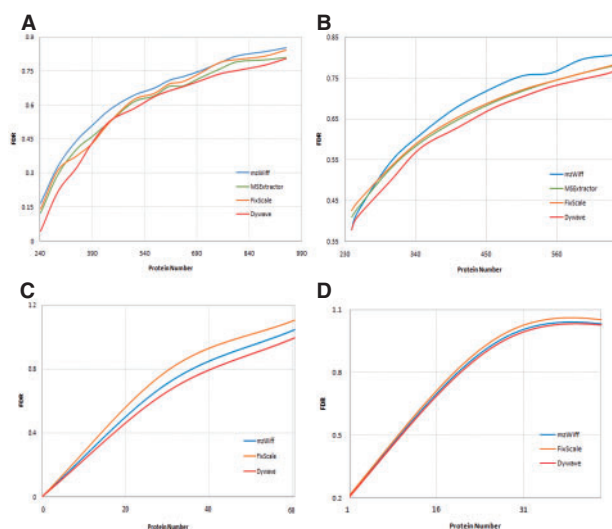 A
0.9
0.75
0.6
0.45
0.3
0.15
0
FDR
240 390 540 690 840 990
Protein Number
mzWiff
MSExtractor
FixScale
Dywave
B
0.85
0.75
0.65
0.55
0.45
0.35
FDR
230 340 450 560
Protein Number
mzWiff
MSExtractor
FixScale
Dywave
C
1.2
0.8
0.4
0
FDR
0 20 40 60
Protein Number
mzWiff
FixScale
Dywave
D
1.1
0.8
0.5
0.2
FDR
1 16 31
Protein Number
mzWiff
FixScale
Dywave